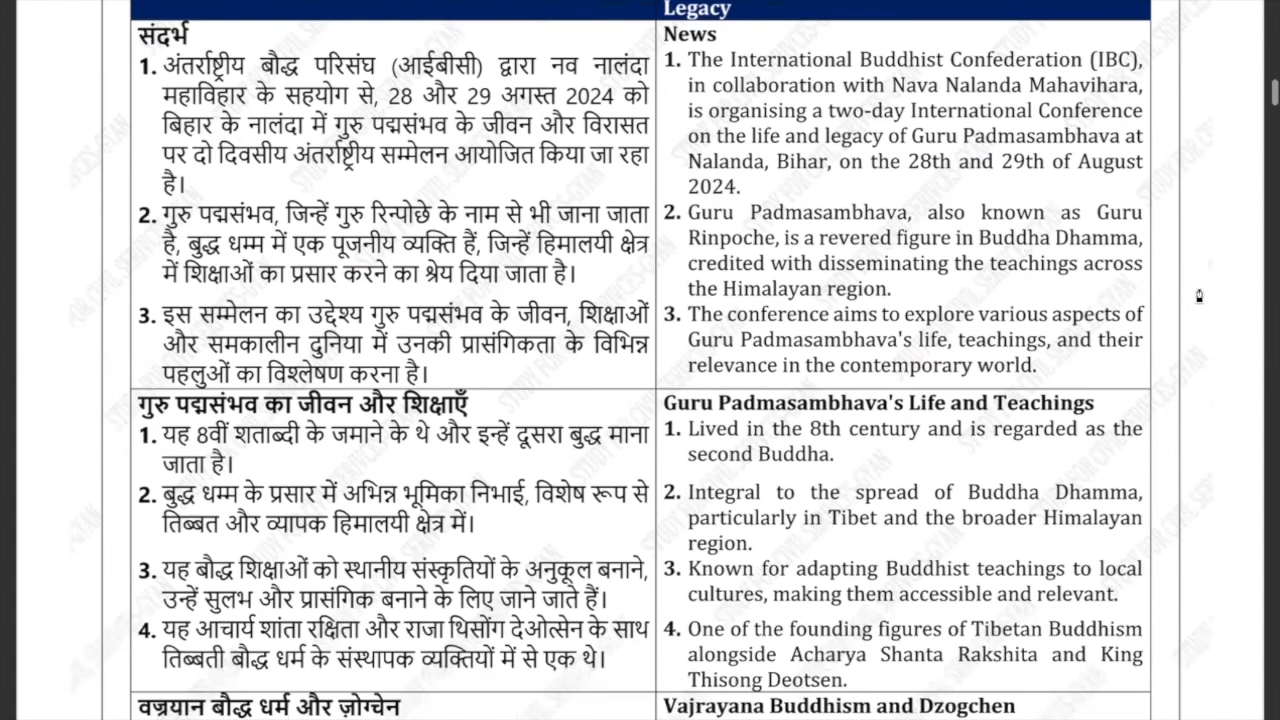 Legacy
संदर्भ
1. अंतर्राष्ट्रीय बौद्ध परिसंघ (आईबीसी) द्वारा नव नालंदा
महाविहार के सहयोग से, 28 और 29 अगस्त 2024 को
बिहार के नालंदा में गुरु पद्मसंभव के जीवन और विरासत
पर दो दिवसीय अंतर्राष्ट्रीय सम्मेलन आयोजित किया जा रहा
है।
2. गुरु पद्मसंभव, जिन्हें गुरु रिन्पोछे के नाम से भी जाना जाता
है, बुद्ध धम्म में एक पूजनीय व्यक्ति हैं, जिन्हें हिमालयी क्षेत्र
में शिक्षाओं का प्रसार करने का श्रेय दिया जाता है।
3. इस सम्मेलन का उद्देश्य गुरु पद्मसंभव के जीवन, शिक्षाओं
और समकालीन दुनिया में उनकी प्रासंगिकता के विभिन्न
पहलुओं का विश्लेषण करना है।
News
1. The International Buddhist Confederation (IBC),
in collaboration with Nava Nalanda Mahavihara,
is organising a two-day International Conference
on the life and legacy of Guru Padmasambhava at
Nalanda, Bihar, on the 28th and 29th of August
2024.
2. Guru Padmasambhava, also known as Guru
Rinpoche, is a revered figure in Buddha Dhamma,
credited with disseminating the teachings across
the Himalayan region.
3. The conference aims to explore various aspects of
Guru Padmasambhava's life, teachings, and their
relevance in the contemporary world.
गुरु पद्मसंभव का जीवन और शिक्षाएँ
1. यह 8वीं शताब्दी के जमाने के थे और इन्हें दूसरा बुद्ध माना
जाता है।
2. बुद्ध धम्म के प्रसार में अभिन्न भूमिका निभाई, विशेष रूप से
तिब्बत और व्यापक हिमालयी क्षेत्र में।
3. यह बौद्ध शिक्षाओं को स्थानीय संस्कृतियों के अनुकूल बनाने,
उन्हें सुलभ और प्रासंगिक बनाने के लिए जाने जाते हैं।
4. यह आचार्य शांता रक्षिता और राजा थिसोंग देओत्सेन के साथ
तिब्बती बौद्ध धर्म के संस्थापक व्यक्तियों में से एक थे।
Guru Padmasambhava's Life and Teachings
1. Lived in the 8th century and is regarded as the
second Buddha.
2. Integral to the spread of Buddha Dhamma,
particularly in Tibet and the broader Himalayan
region.
3. Known for adapting Buddhist teachings to local
cultures, making them accessible and relevant.
4. One of the founding figures of Tibetan Buddhism
alongside Acharya Shanta Rakshita and King
Thisong Deotsen.
वज्रयान बौद्ध धर्म और ज़ोग्चेन
Vajrayana Buddhism and Dzogchen